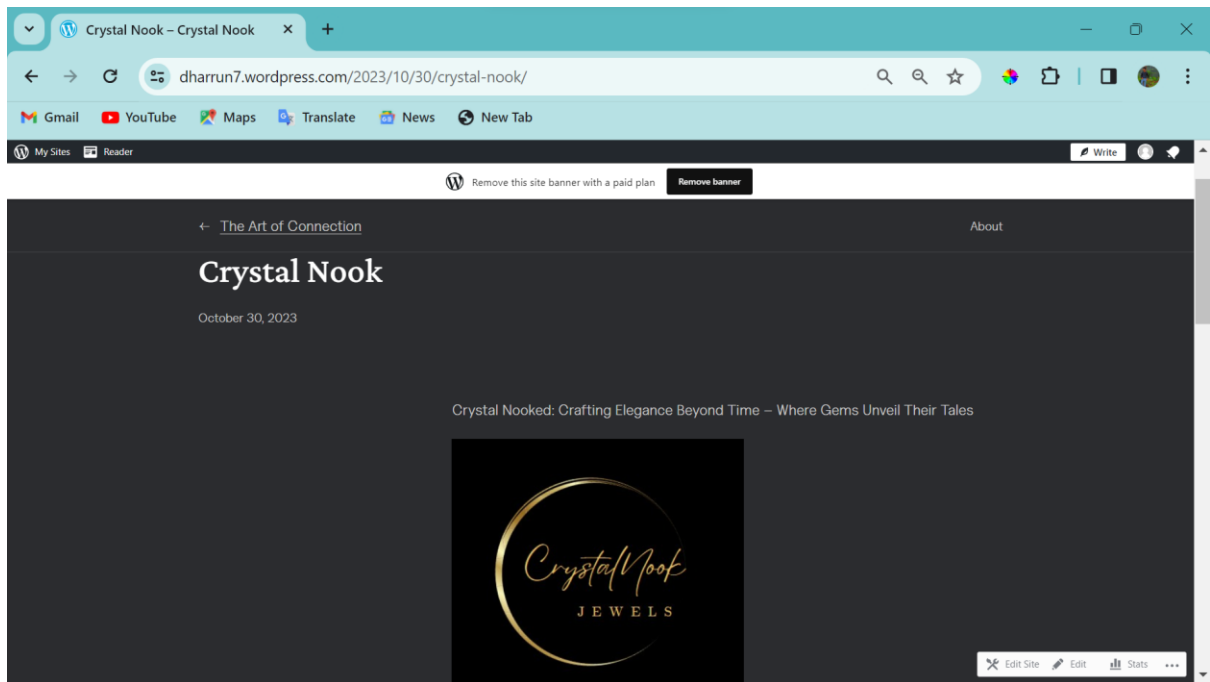 Crystal Nook – Crystal Nook
dharrun7.wordpress.com/2023/10/30/crystal-nook/
Gmail YouTube Maps Translate News New Tab
My Sites Reader Write
Remove this site banner with a paid plan Remove banner
← The Art of Connection About
Crystal Nook
October 30, 2023
Crystal Nooked: Crafting Elegance Beyond Time – Where Gems Unveil Their Tales
Crystal Nook
JEWELS
Edit Site Edit Stats